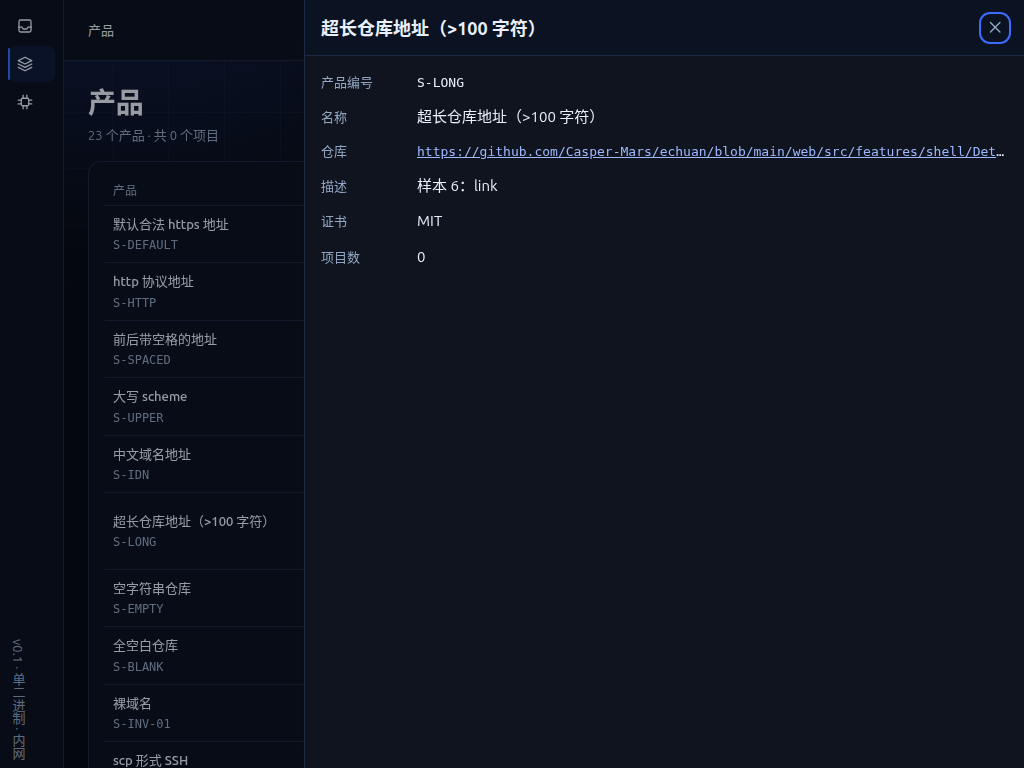 产品
产品
23 个产品 · 共 0 个项目
产品
默认合法 https 地址
S-DEFAULT
http 协议地址
S-HTTP
前后带空格的地址
S-SPACED
大写 scheme
S-UPPER
中文域名地址
S-IDN
超长仓库地址（>100 字符）
S-LONG
空字符串仓库
S-EMPTY
全空白仓库
S-BLANK
裸域名
S-INV-01
scp 形式 SSH
v0.1 · 单二进制 · 内网
超长仓库地址（>100 字符）
产品编号 S-LONG
名称 超长仓库地址（>100 字符）
仓库 https://github.com/Casper-Mars/echuan/blob/main/web/src/features/shell/Det…
描述 样本 6：link
证书 MIT
项目数 0